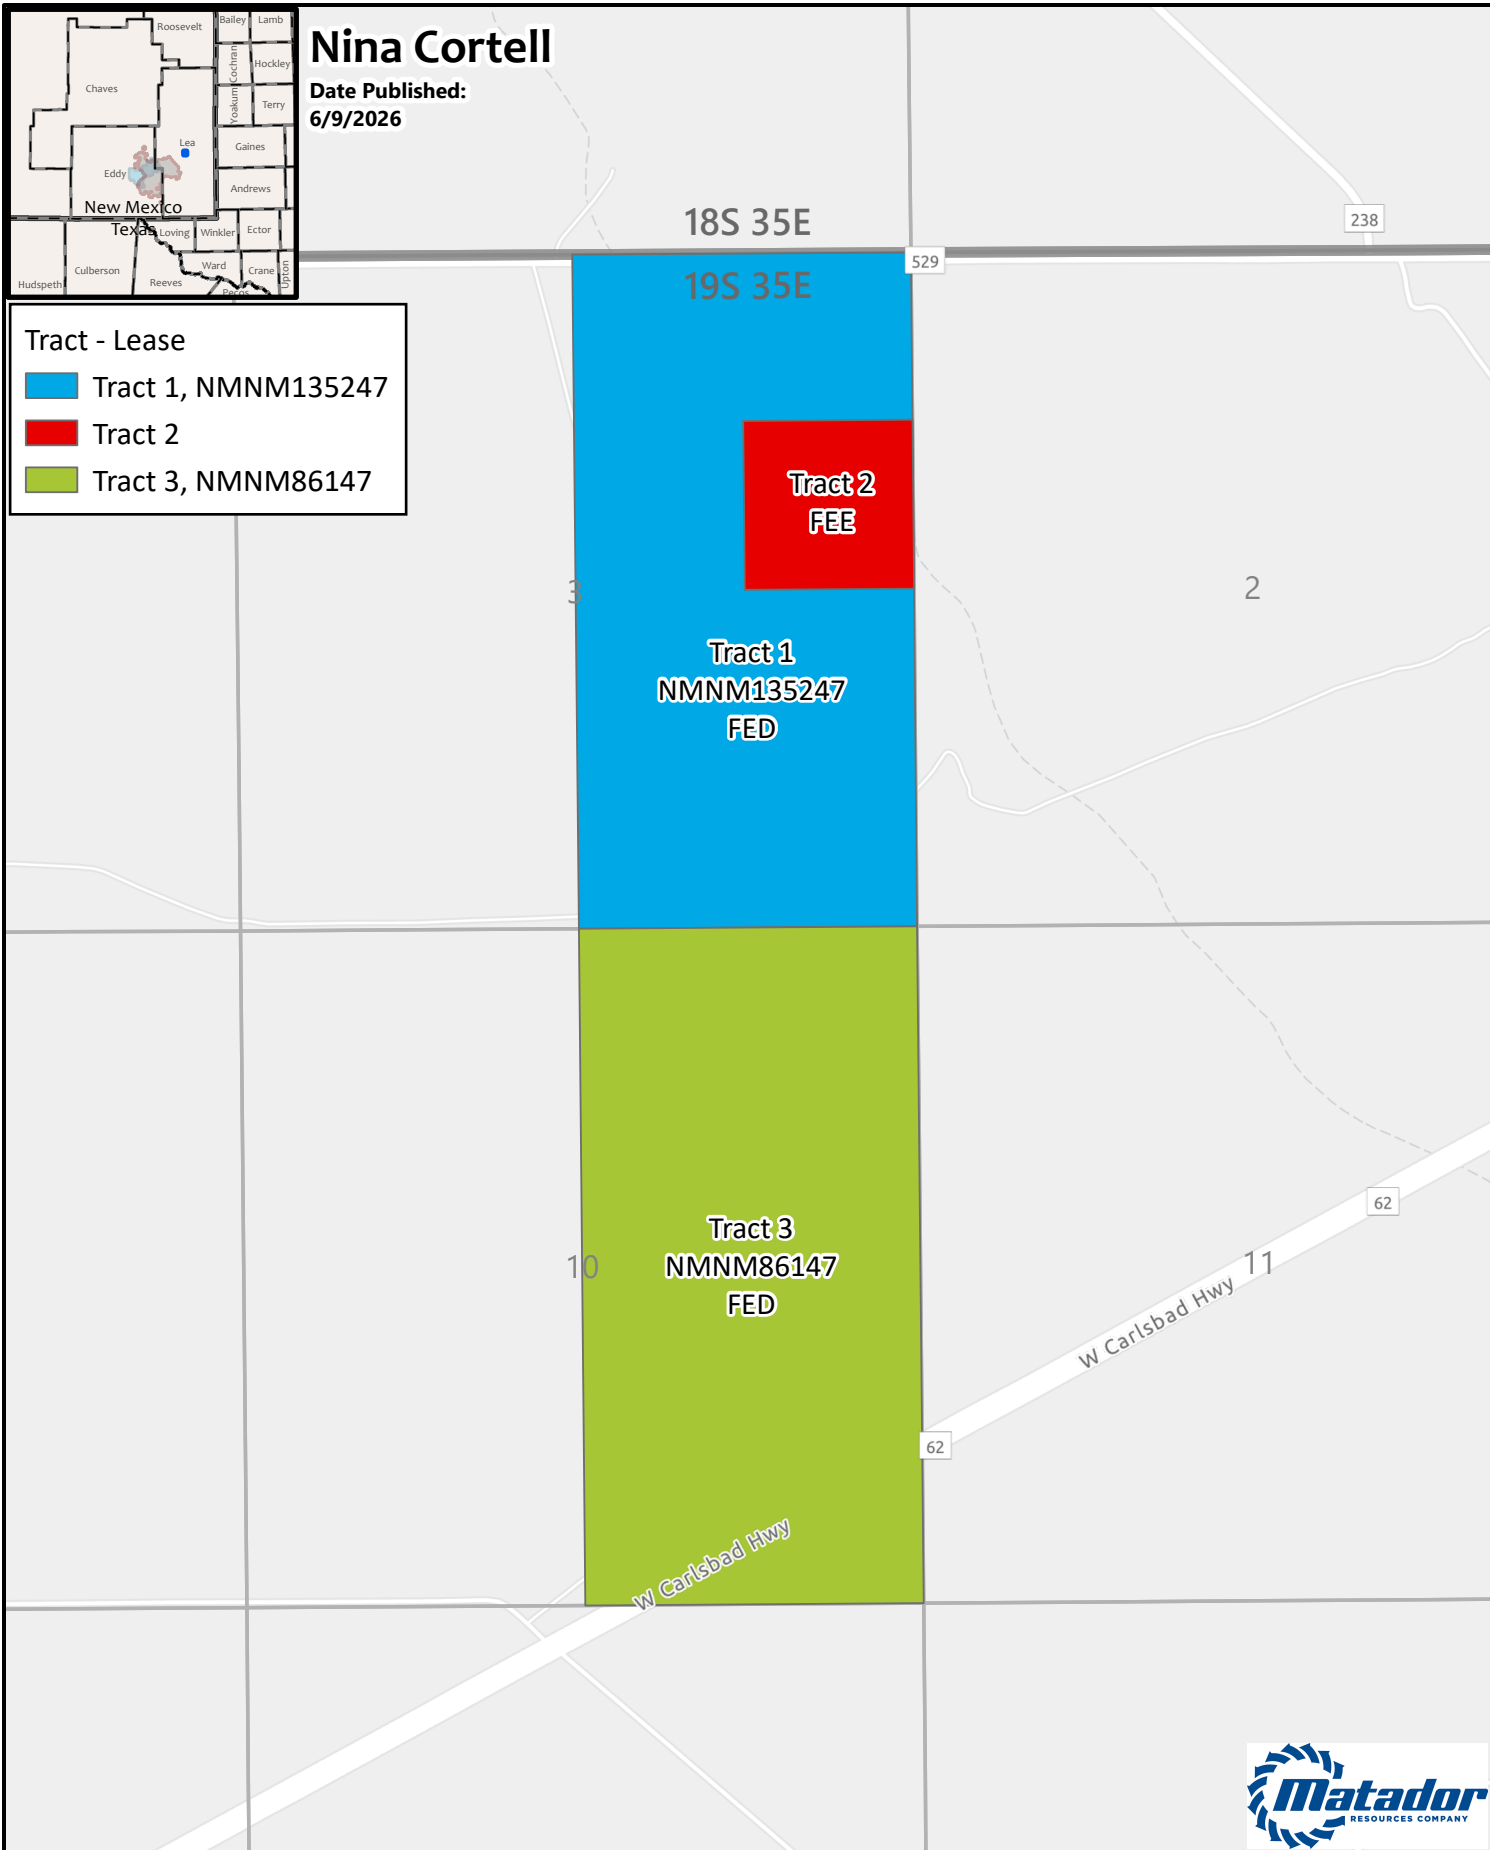 Nina Cortell
Date Published:
6/9/2026
Roosevelt
Bailey
Lamb
Chaves
Cochran
Hockley
Yoakum
Terry
Lea
Gaines
Eddy
Andrews
New Mexico
Texas
Loving
Winkler
Ector
Culberson
Ward
Crane
Upton
Hudspeth
Reeves
Pecos
Tract - Lease
Tract 1, NMNM135247
Tract 2
Tract 3, NMNM86147
18S 35E
238
529
19S 35E
Tract 2
FEE
3
2
Tract 1
NMNM135247
FED
62
Tract 3
NMNM86147
FED
10
11
W Carlsbad Hwy
62
W Carlsbad Hwy
Matador
RESOURCES COMPANY